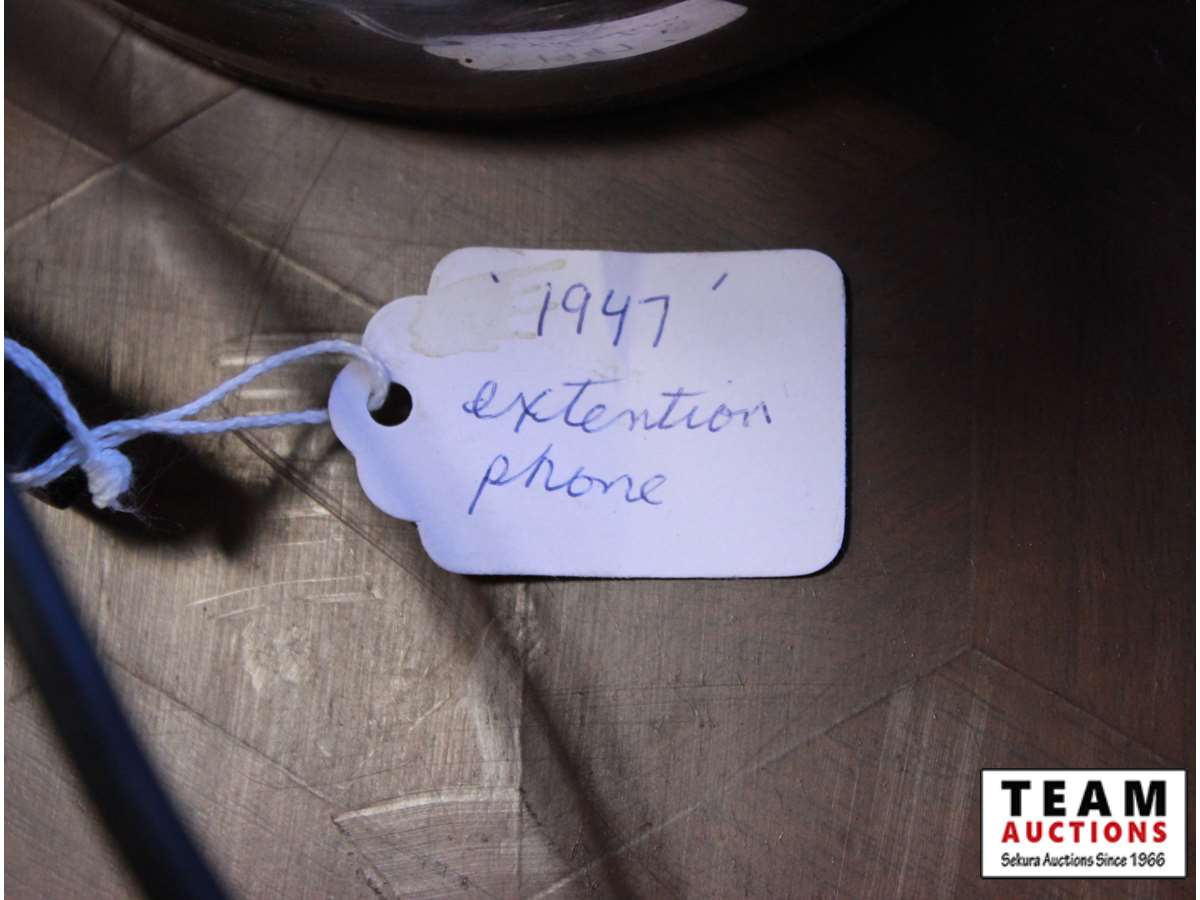 ' 1947 '
extention
phone
TEAM
AUCTIONS
Sekura Auctions Since 1966